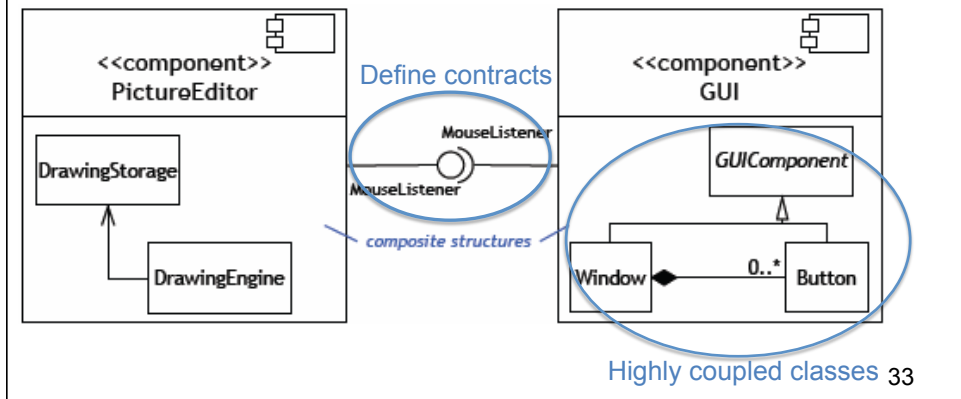 <<component>>
PictureEditor
DrawingStorage
DrawingEngine
Define contracts
MouseListener
MouseListener
composite structures
<<component>>
GUI
GUIComponent
Window
0..*
Button
Highly coupled classes
33